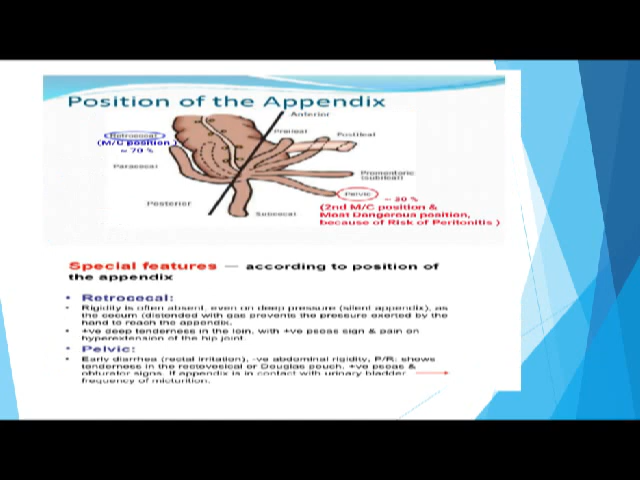 Position of the Appendix
Anterior
Preileal
Postileal
Retrocecal
(M/C position)
~ 70 %
Paracecal
Promontoric
(subileal)
Pelvic
~ 20 %
Posterior
Subcecal
(2nd M/C position &
Most Dangerous position,
because of Risk of Peritonitis )
Special features — according to position of
the appendix
• Retrocecal:
• Rigidity is often absent, even on deep pressure (silent appendix), as
the cecum (distended with gas prevents the pressure exerted by the
hand to reach the appendix.
• +ve deep tenderness in the loin, with +ve psoas sign & pain on
hyperextension of the hip joint.
• Pelvic:
• Early diarrhea (rectal irritation), -ve abdominal rigidity, P/R: shows
tenderness in the rectovesical or Douglas pouch, +ve psoas &
obturator signs. If appendix is in contact with urinary bladder →
frequency of micturition.